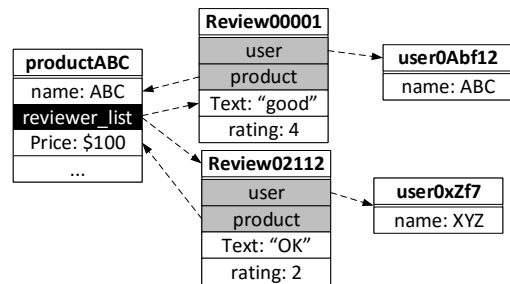 productABC
name: ABC
reviewer_list
Price: $100
...
Review00001
user
product
Text: “good”
rating: 4
Review02112
user
product
Text: “OK”
rating: 2
user0Abf12
name: ABC
user0xZf7
name: XYZ